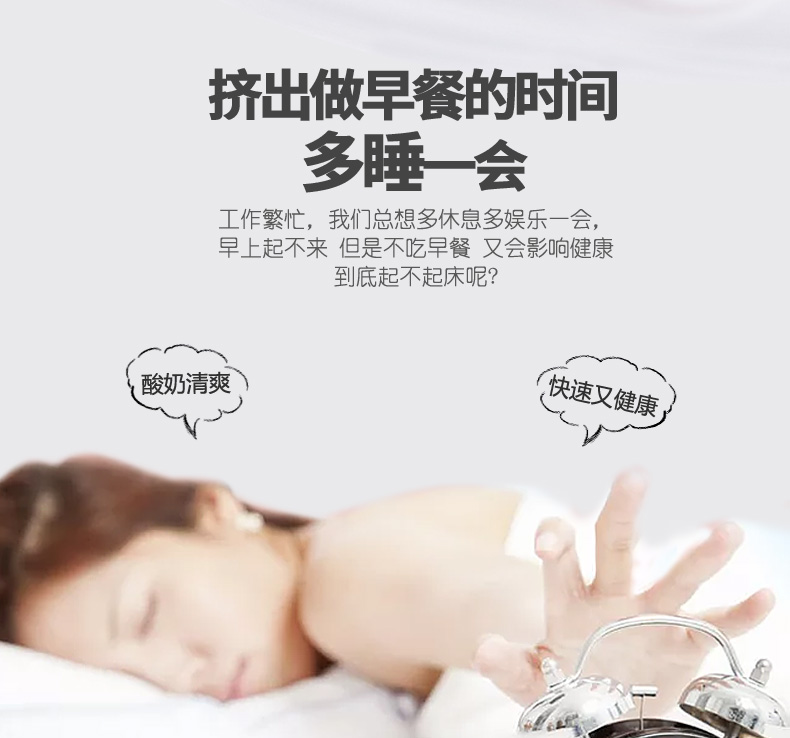 挤出做早餐的时间
多睡一会
工作繁忙，我们总想多休息多娱乐一会，
早上起不来 但是不吃早餐 又会影响健康
到底起不起床呢?
酸奶清爽
快速又健康